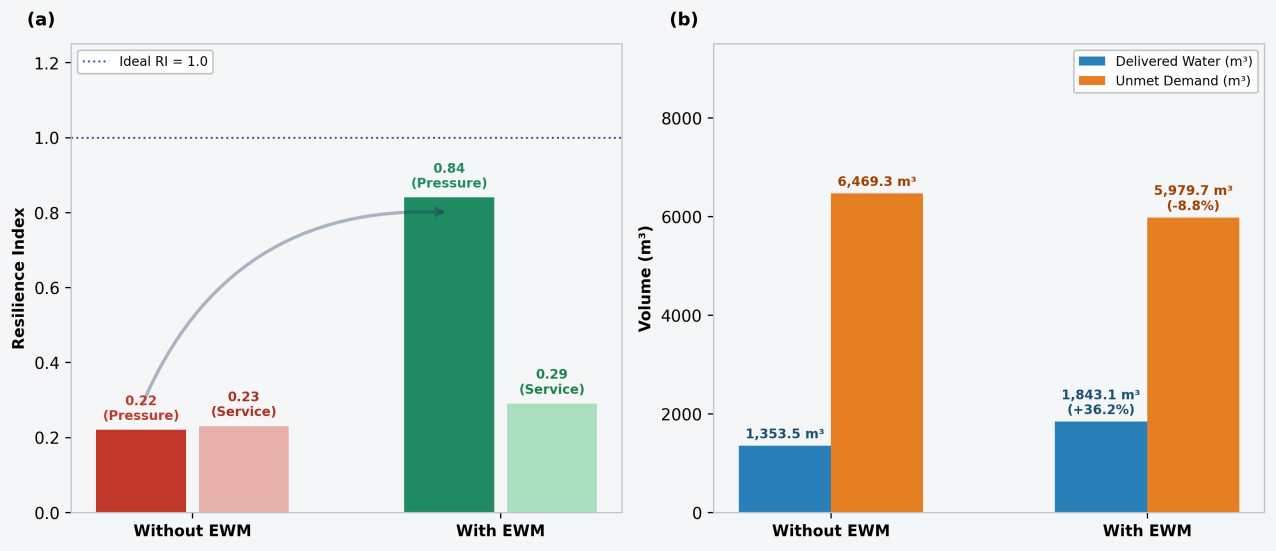 (a)
Resilience Index
1.2
1.0
0.8
0.6
0.4
0.2
0.0
Ideal RI = 1.0
0.22
(Pressure)
0.23
(Service)
0.84
(Pressure)
0.29
(Service)
Without EWM
With EWM
(b)
Volume (m³)
8000
6000
4000
2000
0
Delivered Water (m³)
Unmet Demand (m³)
1,353.5 m³
6,469.3 m³
1,843.1 m³
(+36.2%)
5,979.7 m³
(-8.8%)
Without EWM
With EWM